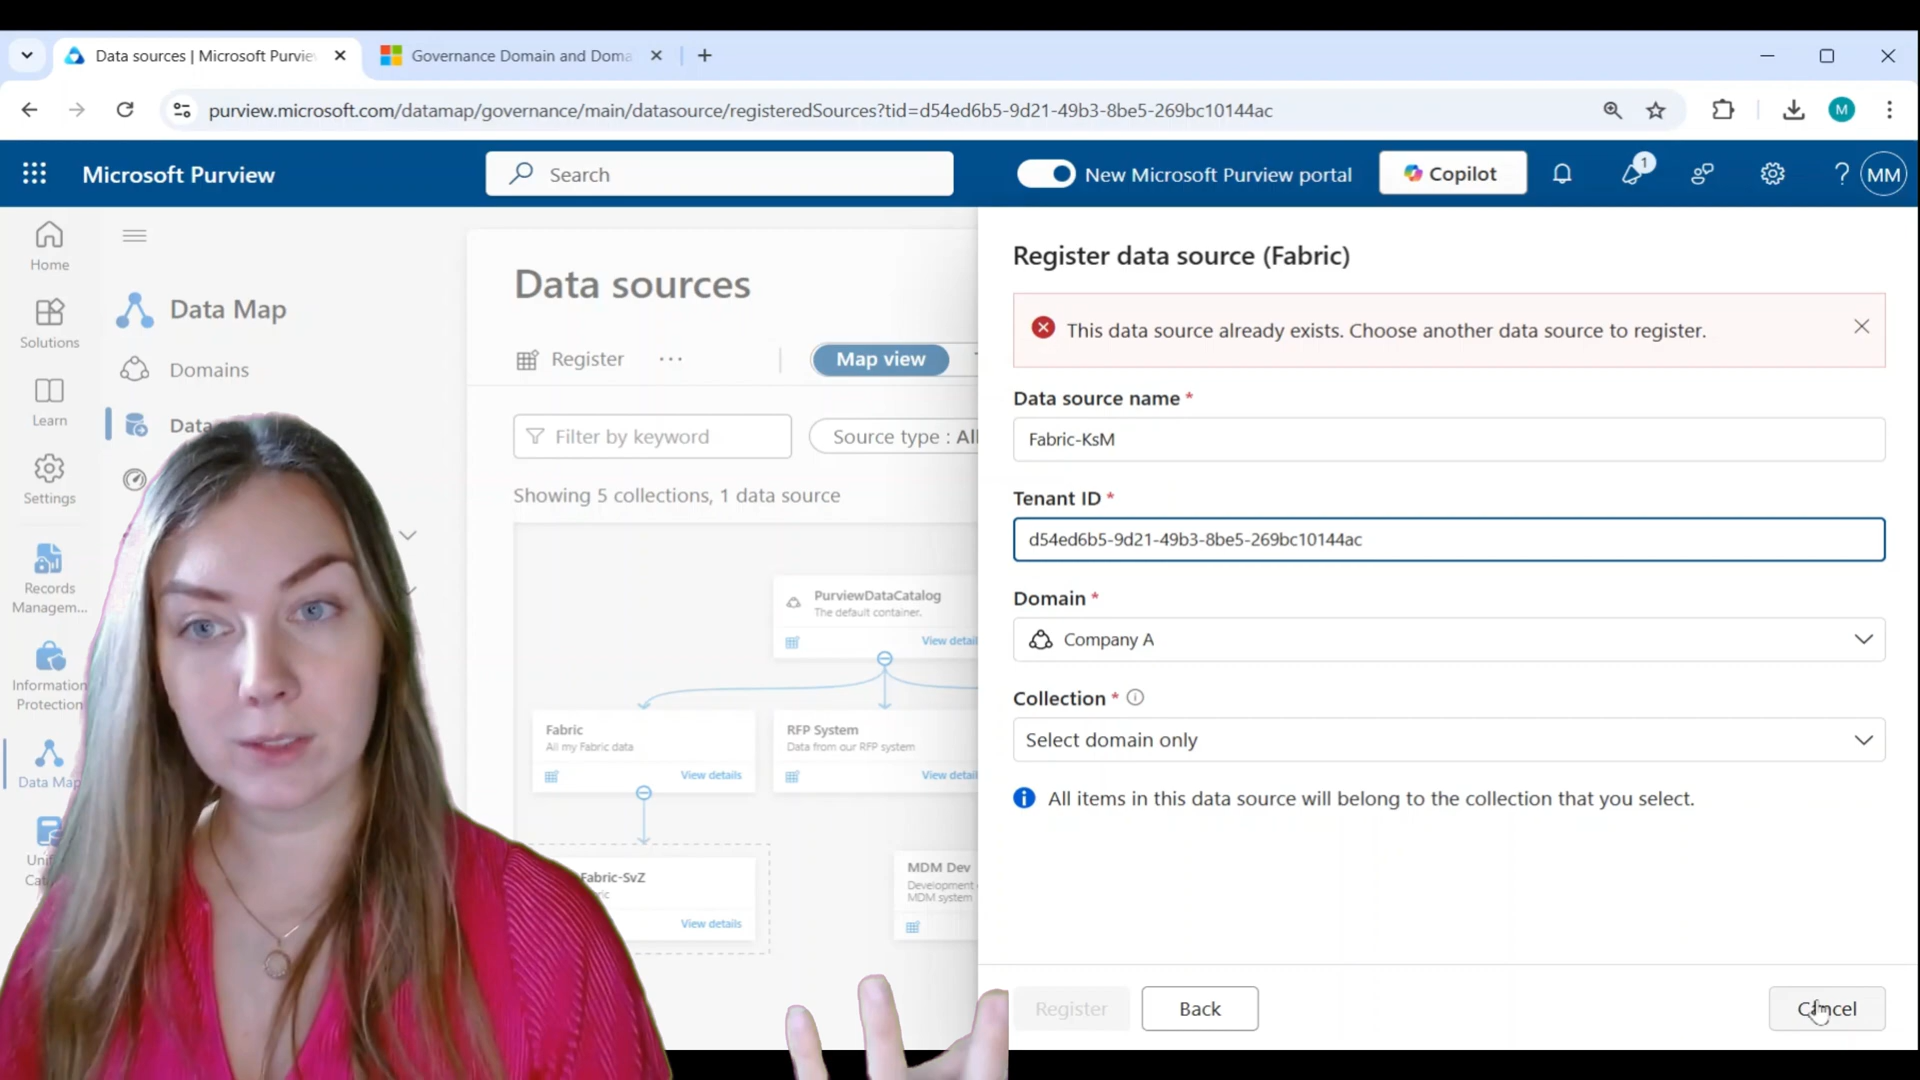 Data sources | Microsoft Purvie
Governance Domain and Doma
purview.microsoft.com/datamap/governance/main/datasource/registeredSources?tid=d54ed6b5-9d21-49b3-8be5-269bc10144ac
M
Microsoft Purview
Search
New Microsoft Purview portal
Copilot
1
?
MM
Home
Solutions
Learn
Settings
Records
Managem...
Information
Protection
Data Map
Data Map
Domains
Data sources
Register
...
Map view
Filter by keyword
Source type : All
Showing 5 collections, 1 data source
PurviewDataCatalog
The default container.
View detai
Fabric
All my Fabric data
View details
RFP System
Data from our RFP system
View detai
Fabric-SvZ
View details
MDM Dev
Development
MDM system
Register data source (Fabric)
This data source already exists. Choose another data source to register.
Data source name *
Fabric-KsM
Tenant ID *
d54ed6b5-9d21-49b3-8be5-269bc10144ac
Domain *
Company A
Collection *
Select domain only
All items in this data source will belong to the collection that you select.
Register
Back
Cancel